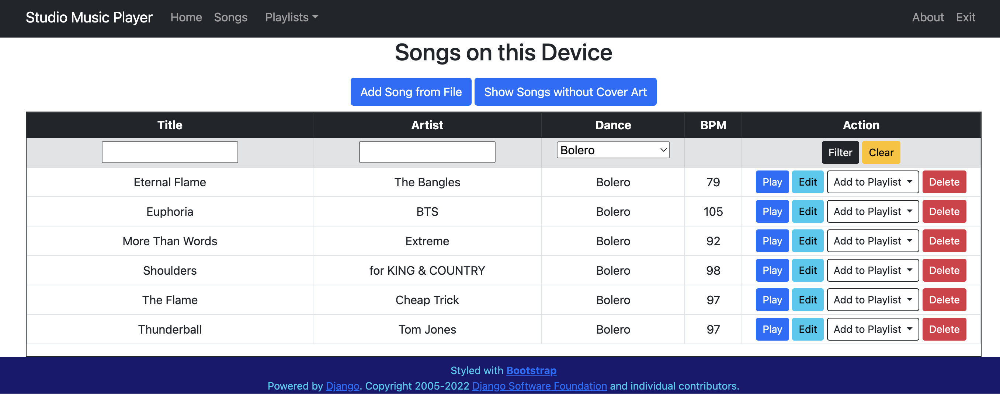 Studio Music Player Home Songs Playlists About Exit
Songs on this Device
Add Song from File Show Songs without Cover Art
Title Artist Dance BPM Action
Bolero Filter Clear
Eternal Flame The Bangles Bolero 79 Play Edit Add to Playlist Delete
Euphoria BTS Bolero 105 Play Edit Add to Playlist Delete
More Than Words Extreme Bolero 92 Play Edit Add to Playlist Delete
Shoulders for KING & COUNTRY Bolero 98 Play Edit Add to Playlist Delete
The Flame Cheap Trick Bolero 97 Play Edit Add to Playlist Delete
Thunderball Tom Jones Bolero 97 Play Edit Add to Playlist Delete
Styled with Bootstrap
Powered by Django. Copyright 2005-2022 Django Software Foundation and individual contributors.